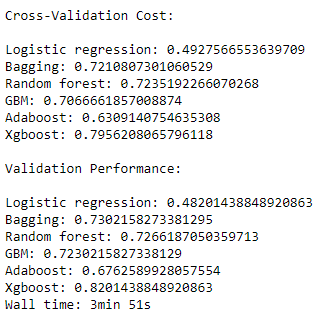 Cross-Validation Cost:
Logistic regression: 0.4927566553639709
Bagging: 0.7210807301060529
Random forest: 0.7235192266070268
GBM: 0.7066661857008874
Adaboost: 0.6309140754635308
Xgboost: 0.7956208065796118
Validation Performance:
Logistic regression: 0.48201438848920863
Bagging: 0.7302158273381295
Random forest: 0.7266187050359713
GBM: 0.7230215827338129
Adaboost: 0.6762589928057554
Xgboost: 0.8201438848920863
Wall time: 3min 51s